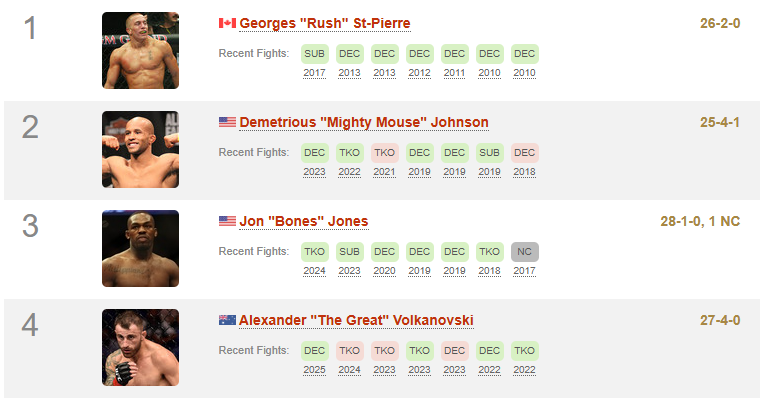 1
Georges "Rush" St-Pierre
26-2-0
Recent Fights: SUB DEC DEC DEC DEC DEC DEC
2017 2013 2013 2012 2011 2010 2010
2
Demetrious "Mighty Mouse" Johnson
25-4-1
Recent Fights: DEC TKO TKO DEC DEC SUB DEC
2023 2022 2021 2019 2019 2019 2018
3
Jon "Bones" Jones
28-1-0, 1 NC
Recent Fights: TKO SUB DEC DEC DEC TKO NC
2024 2023 2020 2019 2019 2018 2017
4
Alexander "The Great" Volkanovski
27-4-0
Recent Fights: DEC TKO TKO TKO DEC DEC TKO
2025 2024 2023 2023 2023 2022 2022